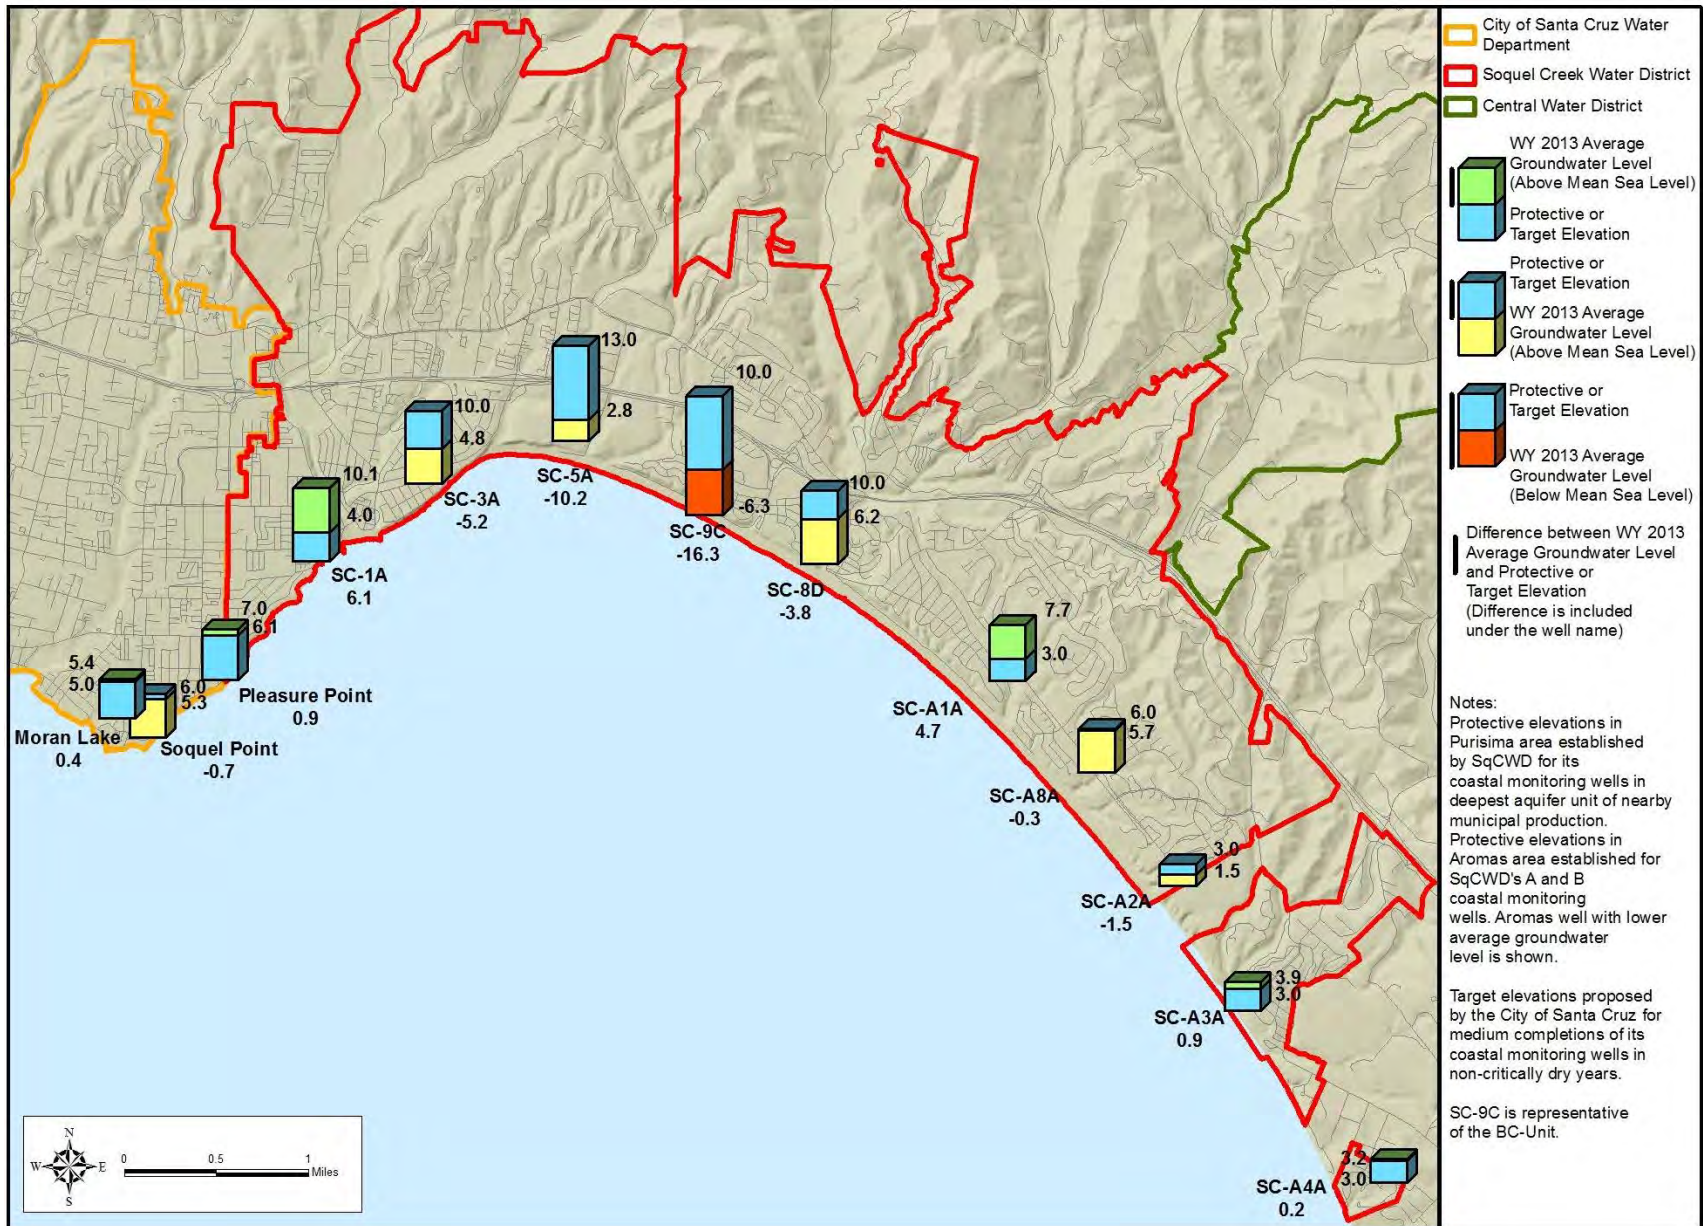 13.0
2.8
SC-5A
-10.2
10.0
-6.3
SC-9C
-16.3
10.0
4.8
SC-3A
-5.2
10.0
6.2
SC-8D
-3.8
10.1
4.0
SC-1A
6.1
7.0
6.1
Pleasure Point
0.9
5.4
5.0
Moran Lake
0.4
6.0
5.3
Soquel Point
-0.7
7.7
3.0
SC-A1A
4.7
6.0
5.7
SC-A8A
-0.3
3.0
1.5
SC-A2A
-1.5
3.9
3.0
SC-A3A
0.9
3.2
3.0
SC-A4A
0.2
N
W
E
S
0
0.5
1
Miles
City of Santa Cruz Water
Department
Soquel Creek Water District
Central Water District
WY 2013 Average
Groundwater Level
(Above Mean Sea Level)
Protective or
Target Elevation
Protective or
Target Elevation
WY 2013 Average
Groundwater Level
(Above Mean Sea Level)
Protective or
Target Elevation
WY 2013 Average
Groundwater Level
(Below Mean Sea Level)
Difference between WY 2013
Average Groundwater Level
and Protective or
Target Elevation
(Difference is included
under the well name)
Notes:
Protective elevations in
Purisima area established
by SqCWD for its
coastal monitoring wells in
deepest aquifer unit of nearby
municipal production.
Protective elevations in
Aromas area established for
SqCWD's A and B
coastal monitoring
wells. Aromas well with lower
average groundwater
level is shown.
Target elevations proposed
by the City of Santa Cruz for
medium completions of its
coastal monitoring wells in
non-critically dry years.
SC-9C is representative
of the BC-Unit.